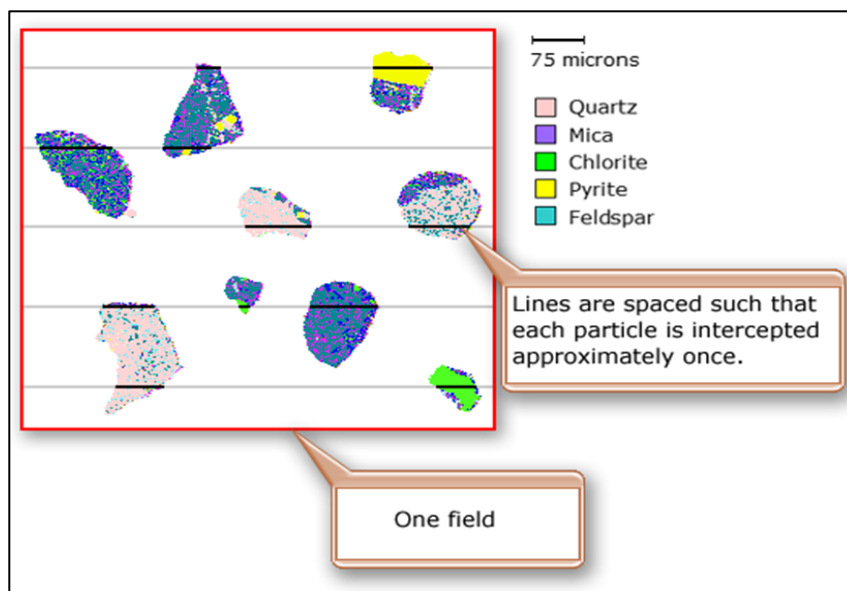 75 microns
Quartz
Mica
Chlorite
Pyrite
Feldspar
Lines are spaced such that
each particle is intercepted
approximately once.
One field